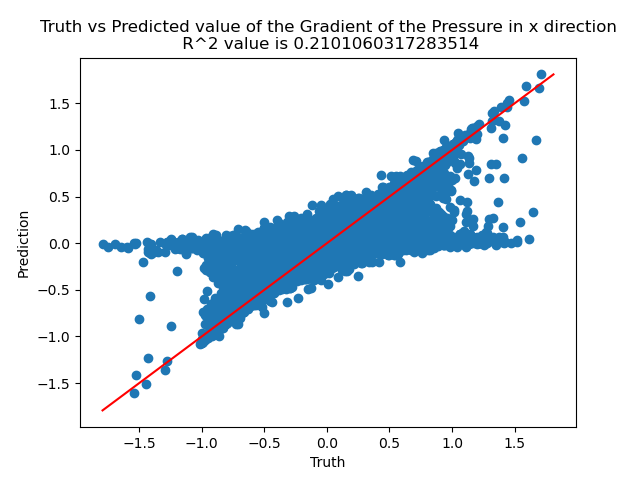 Truth vs Predicted value of the Gradient of the Pressure in x direction
R^2 value is 0.2101060317283514
1.5
1.0
0.5
0.0
−0.5
−1.0
−1.5
Prediction
−1.5 −1.0 −0.5 0.0 0.5 1.0 1.5
Truth